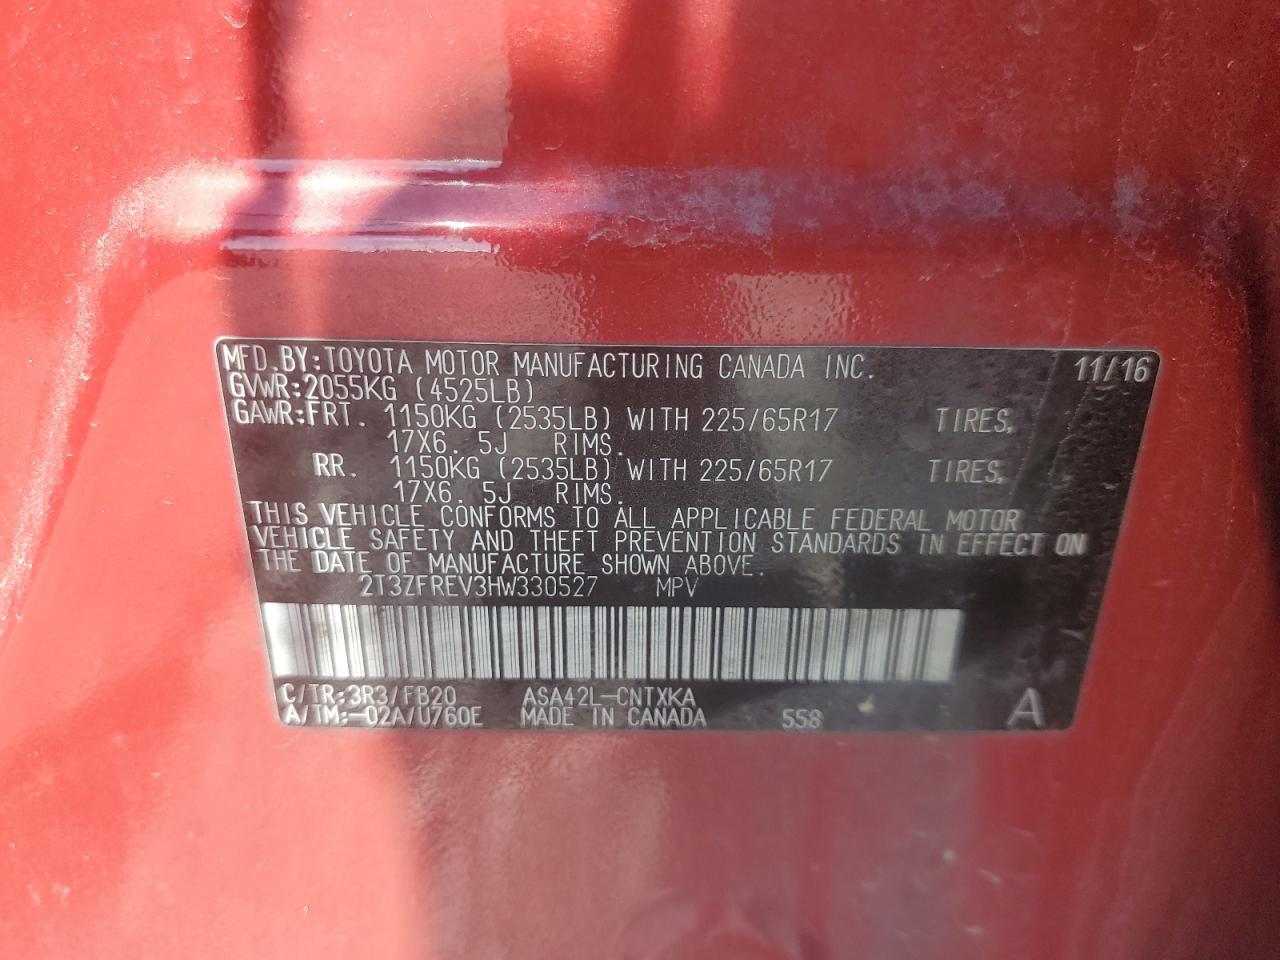 MFD.BY:TOYOTA MOTOR MANUFACTURING CANADA INC. 11/16
GVWR:2055KG (4525LB)
GAWR:FRT. 1150KG (2535LB) WITH 225/65R17 TIRES,
17X6. 5J RIMS.
RR. 1150KG (2535LB) WITH 225/65R17 TIRES,
17X6. 5J RIMS.
THIS VEHICLE CONFORMS TO ALL APPLICABLE FEDERAL MOTOR
VEHICLE SAFETY AND THEFT PREVENTION STANDARDS IN EFFECT ON
THE DATE OF MANUFACTURE SHOWN ABOVE.
2T3ZFREV3HW330527 MPV
C/TR:3R3/FB20 ASA42L-CNTXKA
A/TM:-02A/U760E MADE IN CANADA 558 A